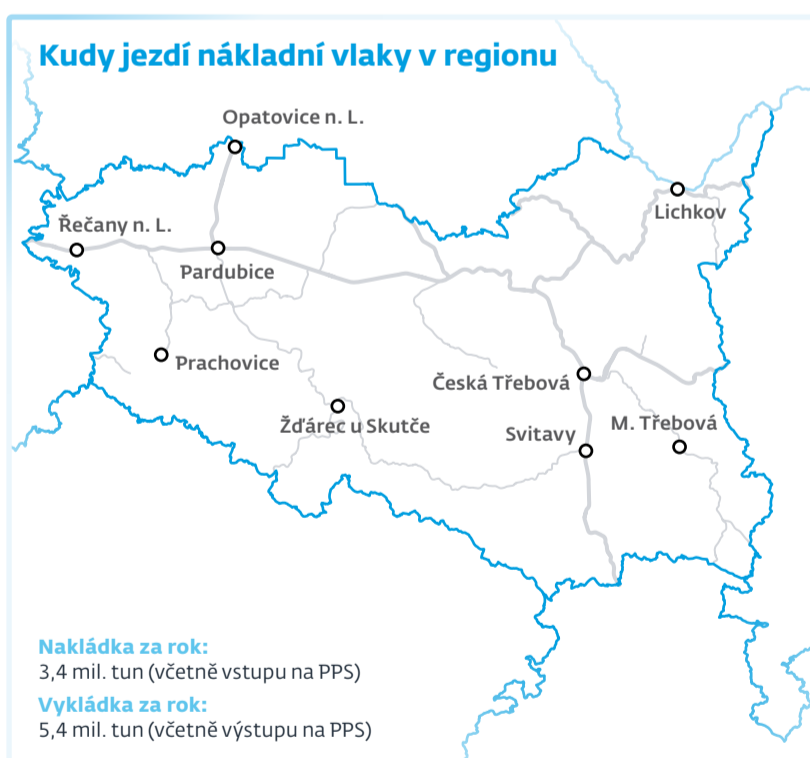 Kudy jezdí nákladní vlaky v regionu
Opatovice n. L.
Lichkov
Řečany n. L.
Pardubice
Prachovice
Česká Třebová
Žďárec u Skutče
M. Třebová
Svitavy
Nakládka za rok:
3,4 mil. tun (včetně vstupu na PPS)
Vykládka za rok:
5,4 mil. tun (včetně výstupu na PPS)